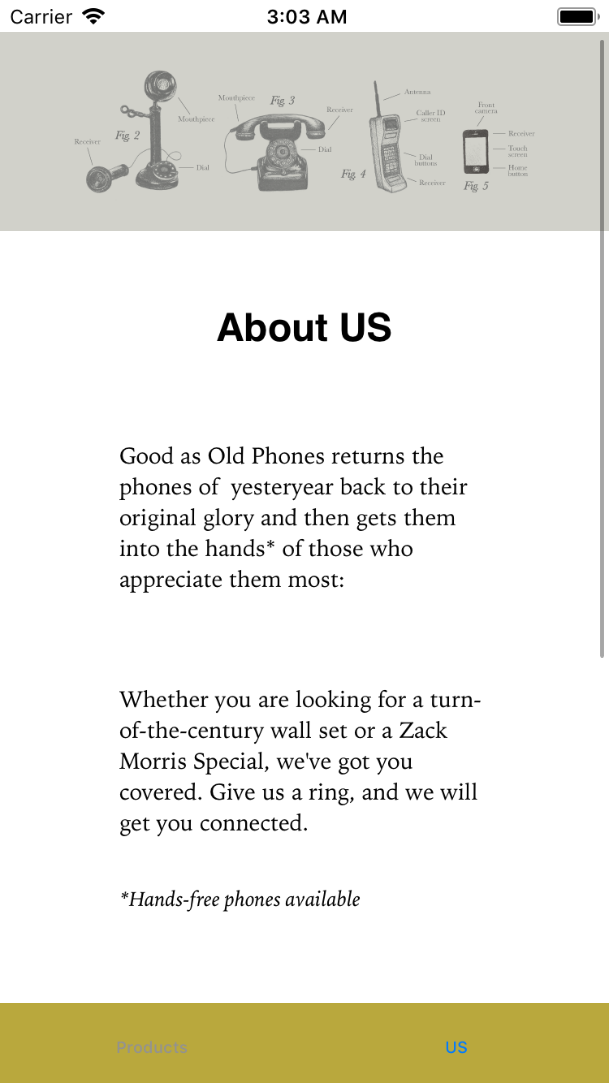 Carrier
3:03 AM
Antenna
Mouthpiece
Fig. 3
Front
camera
Receiver
Caller ID
screen
Mouthpiece
Fig. 2
Receiver
Receiver
Dial
Touch
screen
Dial
Dial
buttons
Home
button
Fig. 4
Receiver
Fig. 5
About US
Good as Old Phones returns the
phones of  yesteryear back to their
original glory and then gets them
into the hands* of those who
appreciate them most:
Whether you are looking for a turn-
of-the-century wall set or a Zack
Morris Special, we've got you
covered. Give us a ring, and we will
get you connected.
*Hands-free phones available
Products
US